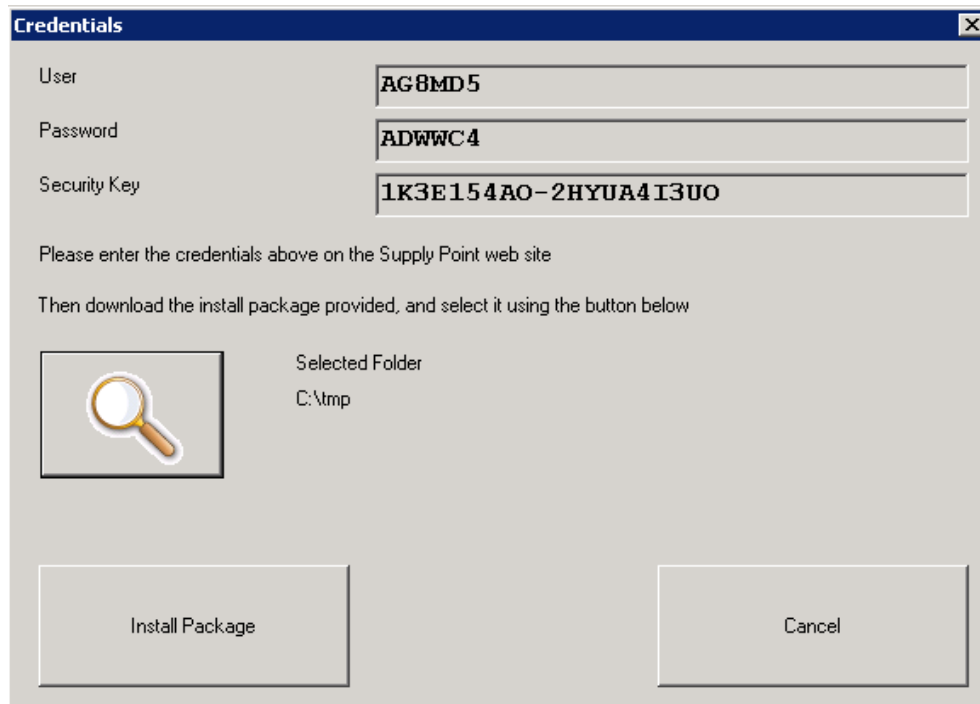 Credentials
User
AG8MD5
Password
ADWWC4
Security Key
1K3E154AO-2HYUA4I3UO
Please enter the credentials above on the Supply Point web site
Then download the install package provided, and select it using the button below
Selected Folder
C:\tmp
Install Package
Cancel